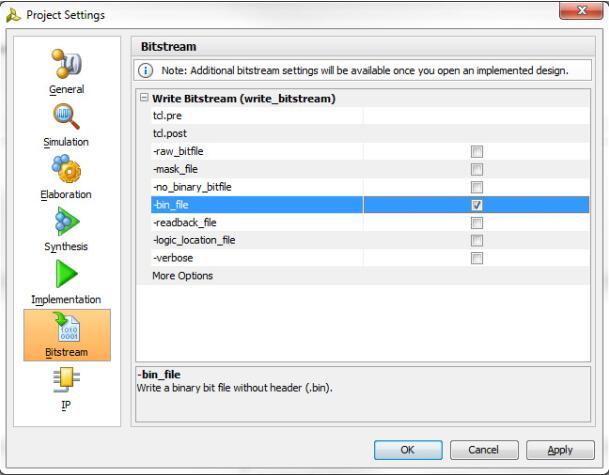 Project Settings
General
Simulation
Elaboration
Synthesis
Implementation
1010
0001
Bitstream
IP
Bitstream
Note: Additional bitstream settings will be available once you open an implemented design.
Write Bitstream (write_bitstream)
tcl.pre
tcl.post
-raw_bitfile
-mask_file
-no_binary_bitfile
-bin_file
-readback_file
-logic_location_file
-verbose
More Options
-bin_file
Write a binary bit file without header (.bin).
OK Cancel Apply